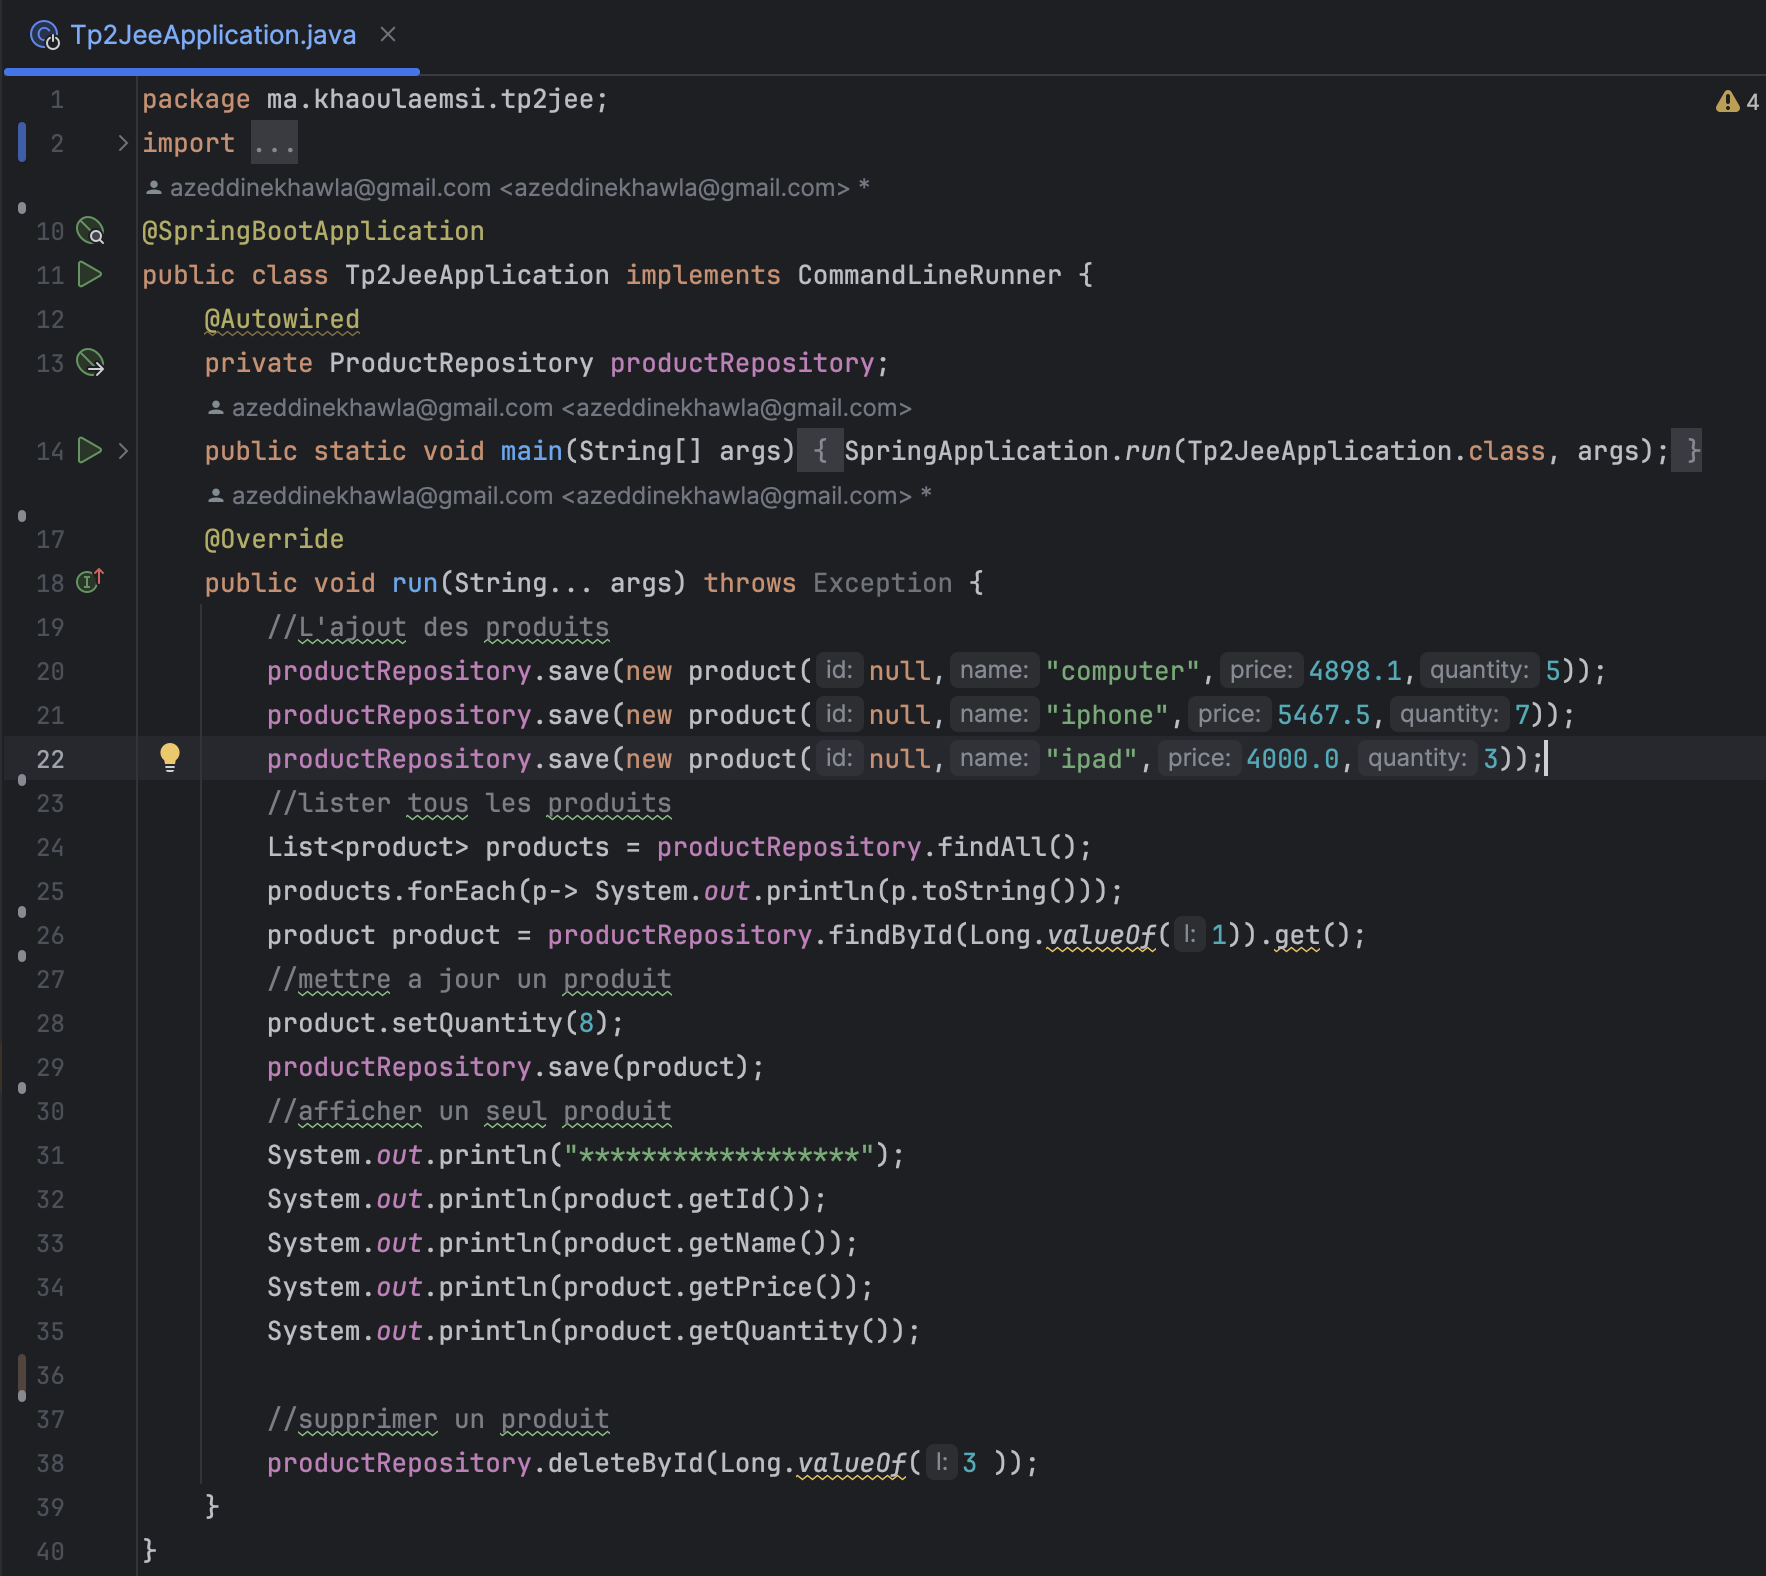 Tp2JeeApplication.java
1 package ma.khaoulaemsi.tp2jee;
4
2 import ...
azeddinekhawla@gmail.com <azeddinekhawla@gmail.com> *
10 @SpringBootApplication
11 public class Tp2JeeApplication implements CommandLineRunner {
12 @Autowired
13 private ProductRepository productRepository;
azeddinekhawla@gmail.com <azeddinekhawla@gmail.com>
14 public static void main(String[] args) { SpringApplication.run(Tp2JeeApplication.class, args); }
azeddinekhawla@gmail.com <azeddinekhawla@gmail.com> *
17 @Override
18 public void run(String... args) throws Exception {
19 //L'ajout des produits
20 productRepository.save(new product( id: null, name: "computer", price: 4898.1, quantity: 5));
21 productRepository.save(new product( id: null, name: "iphone", price: 5467.5, quantity: 7));
22 productRepository.save(new product( id: null, name: "ipad", price: 4000.0, quantity: 3));
23 //lister tous les produits
24 List<product> products = productRepository.findAll();
25 products.forEach(p-> System.out.println(p.toString()));
26 product product = productRepository.findById(Long.valueOf( l: 1)).get();
27 //mettre a jour un produit
28 product.setQuantity(8);
29 productRepository.save(product);
30 //afficher un seul produit
31 System.out.println("******************");
32 System.out.println(product.getId());
33 System.out.println(product.getName());
34 System.out.println(product.getPrice());
35 System.out.println(product.getQuantity());
36
37 //supprimer un produit
38 productRepository.deleteById(Long.valueOf( l: 3 ));
39 }
40 }